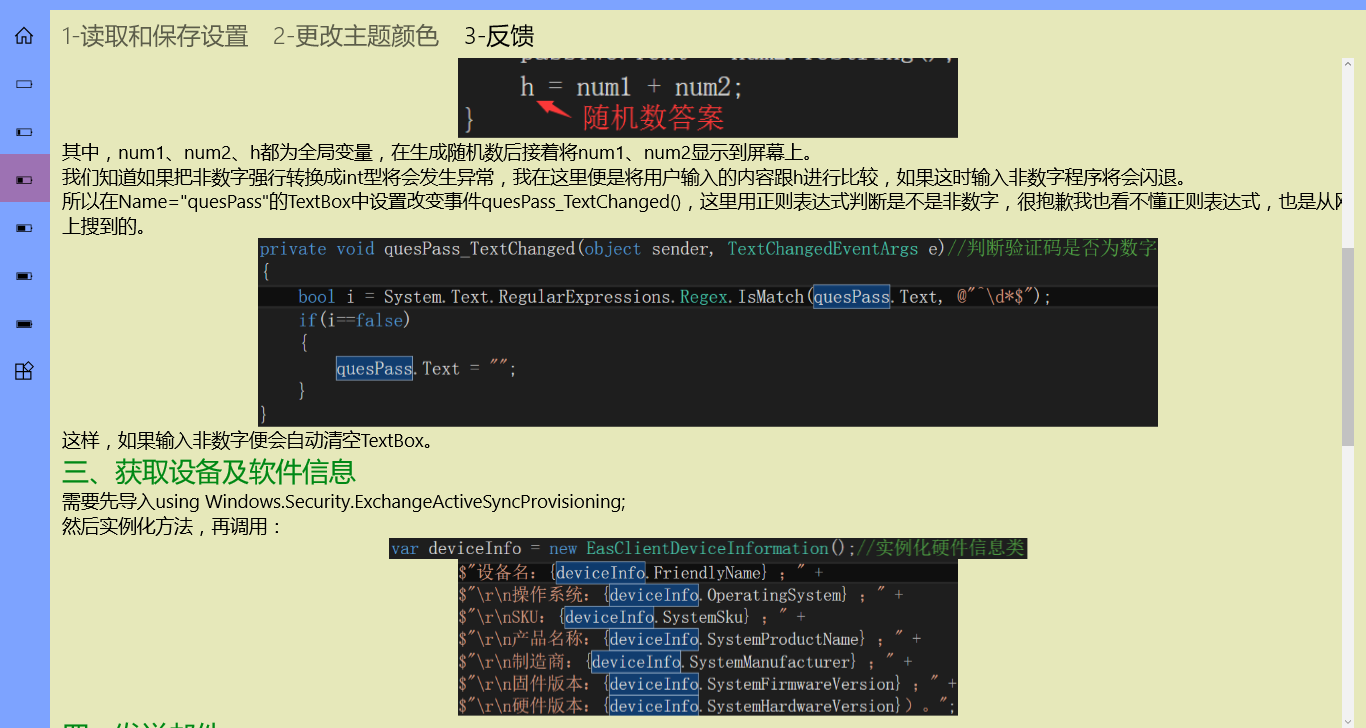 1-读取和保存设置 2-更改主题颜色 3-反馈
h = num1 + num2;
} 随机数答案
其中，num1、num2、h都为全局变量，在生成随机数后接着将num1、num2显示到屏幕上。
我们知道如果把非数字强行转换成int型将会发生异常，我在这里便是将用户输入的内容跟h进行比较，如果这时输入非数字程序将会闪退。
所以在Name="quesPass"的TextBox中设置改变事件quesPass_TextChanged()，这里用正则表达式判断是不是非数字，很抱歉我也看不懂正则表达式，也是从网
上搜到的。
private void quesPass_TextChanged(object sender, TextChangedEventArgs e)//判断验证码是否为数字
{
bool i = System.Text.RegularExpressions.Regex.IsMatch(quesPass.Text, @"^\d*$");
if(i==false)
{
quesPass.Text = "";
}
}
这样，如果输入非数字便会自动清空TextBox。
三、获取设备及软件信息
需要先导入using Windows.Security.ExchangeActiveSyncProvisioning;
然后实例化方法，再调用：
var deviceInfo = new EasClientDeviceInformation();//实例化硬件信息类
$"设备名：{deviceInfo.FriendlyName} ；" +
$"\r\n操作系统：{deviceInfo.OperatingSystem} ；" +
$"\r\nSKU：{deviceInfo.SystemSku} ；" +
$"\r\n产品名称：{deviceInfo.SystemProductName} ；" +
$"\r\n制造商：{deviceInfo.SystemManufacturer} ；" +
$"\r\n固件版本：{deviceInfo.SystemFirmwareVersion} ；" +
$"\r\n硬件版本：{deviceInfo.SystemHardwareVersion}）。";